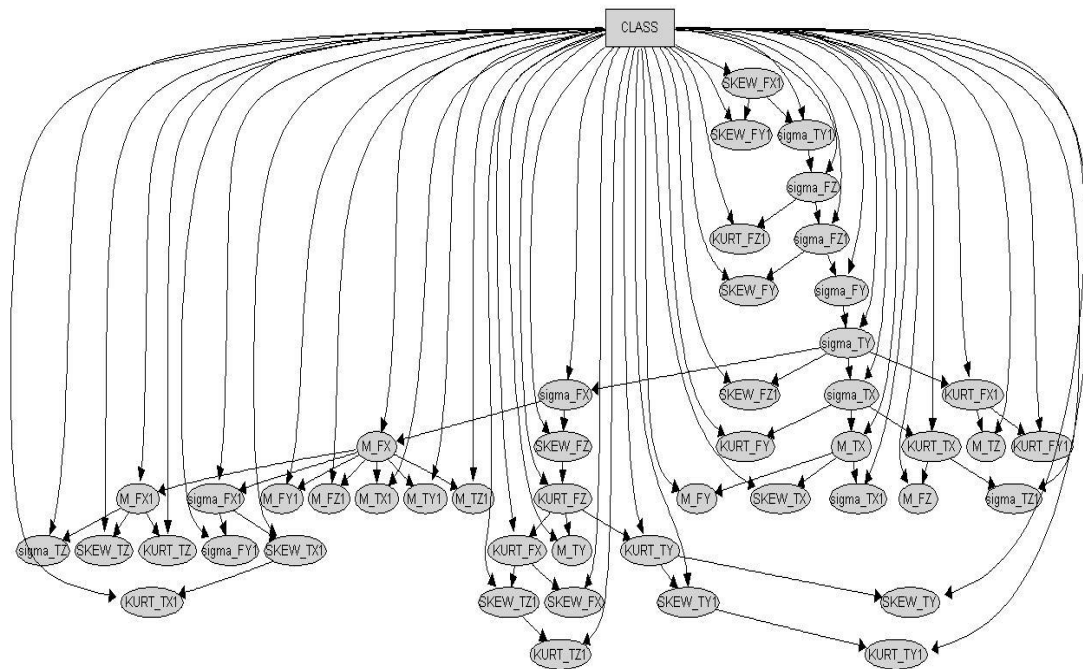 CLASS
SKEW_FX1
SKEW_FY1
sigma_TY1
sigma_FZ
KURT_FZ1
sigma_FZ1
SKEW_FY
sigma_FY
sigma_TY
sigma_FX
SKEW_FZ1
sigma_TX
KURT_FX1
M_FX
SKEW_FZ
KURT_FY
M_TX
KURT_TX
M_TZ
KURT_FY1
M_FX1
sigma_FX1
M_FY1
M_FZ1
M_TX1
M_TY1
M_TZ1
KURT_FZ
M_FY
SKEW_TX
sigma_TX1
M_FZ
sigma_TZ1
sigma_TZ
SKEW_TZ
KURT_TZ
sigma_FY1
SKEW_TX1
KURT_FX
M_TY
KURT_TY
KURT_TX1
SKEW_TZ1
SKEW_FX
SKEW_TY1
SKEW_TY
KURT_TZ1
KURT_TY1